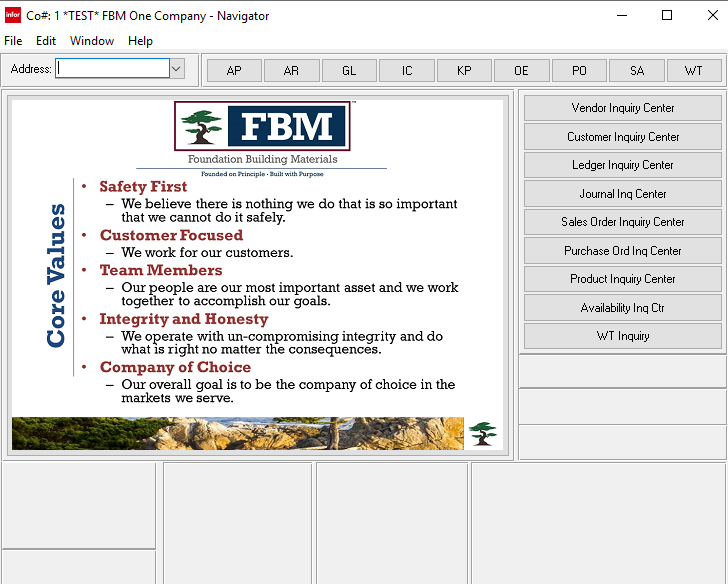 infor Co#: 1 *TEST* FBM One Company - Navigator
File Edit Window Help
Address:
AP AR GL IC KP OE PO SA WT
FBM™
Foundation Building Materials
Founded on Principle • Built with Purpose
Core Values
• Safety First
– We believe there is nothing we do that is so important
that we cannot do it safely.
• Customer Focused
– We work for our customers.
• Team Members
– Our people are our most important asset and we work
together to accomplish our goals.
• Integrity and Honesty
– We operate with un-compromising integrity and do
what is right no matter the consequences.
• Company of Choice
– Our overall goal is to be the company of choice in the
markets we serve.
Vendor Inquiry Center
Customer Inquiry Center
Ledger Inquiry Center
Journal Inq Center
Sales Order Inquiry Center
Purchase Ord Inq Center
Product Inquiry Center
Availability Inq Ctr
WT Inquiry